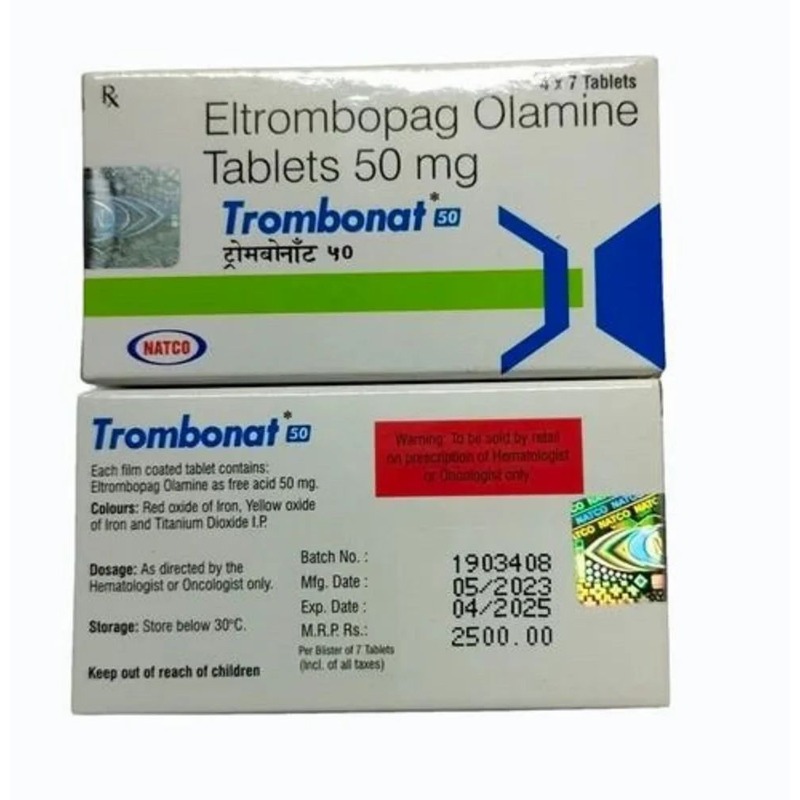 Rx
4 x 7 Tablets
Eltrombopag Olamine
Tablets 50 mg
Trombonat* 50
ट्रोमबोनाँट ५०
NATCO
Trombonat* 50
Each film coated tablet contains:
Eltrombopag Olamine as free acid 50 mg.
Colours: Red oxide of Iron, Yellow oxide
of Iron and Titanium Dioxide I.P.
Dosage: As directed by the
Hematologist or Oncologist only.
Storage: Store below 30°C.
Keep out of reach of children
Warning: To be sold by retail
on prescription of Hematologist
or Oncologist only
Batch No. : 1903408
Mfg. Date : 05/2023
Exp. Date : 04/2025
M.R.P. Rs.: 2500.00
Per Blister of 7 Tablets
(Incl. of all taxes)
NATCO NATCO
NATCO NATCO